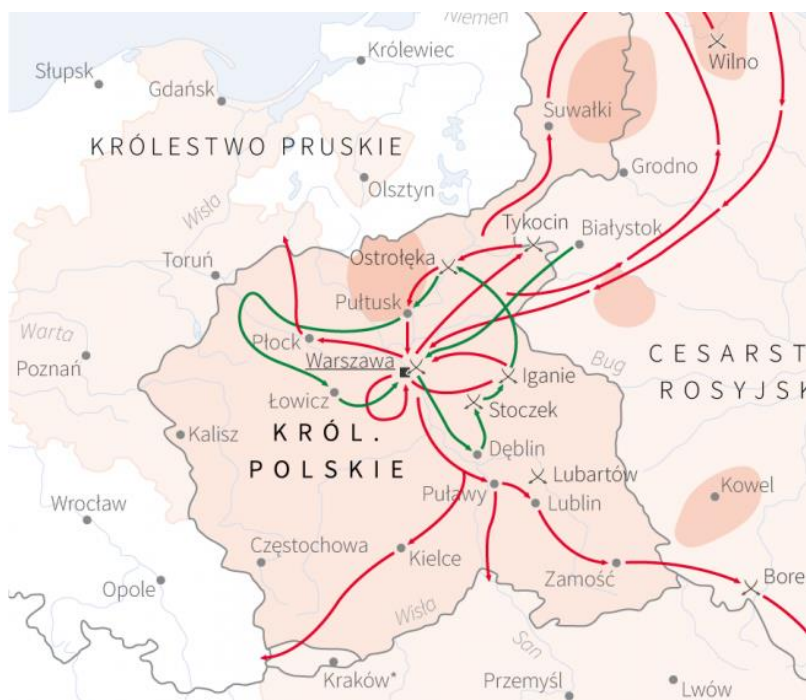 Niemen
Królewiec
Wilno
Słupsk
Gdańsk
Suwałki
KRÓLESTWO PRUSKIE
Grodno
Olsztyn
Wisła
Tykocin
Białystok
Ostrołęka
Toruń
Pułtusk
Warta
Płock
Bug
CESARST
Poznań
Warszawa
Iganie
ROSYJSK
Łowicz
Stoczek
Kalisz
KRÓL.
POLSKIE
Dęblin
Lubartów
Kowel
Puławy
Lublin
Wrocław
Częstochowa
Kielce
Zamość
Bore
Opole
Wisła
San
Kraków*
Przemyśl
Lwów